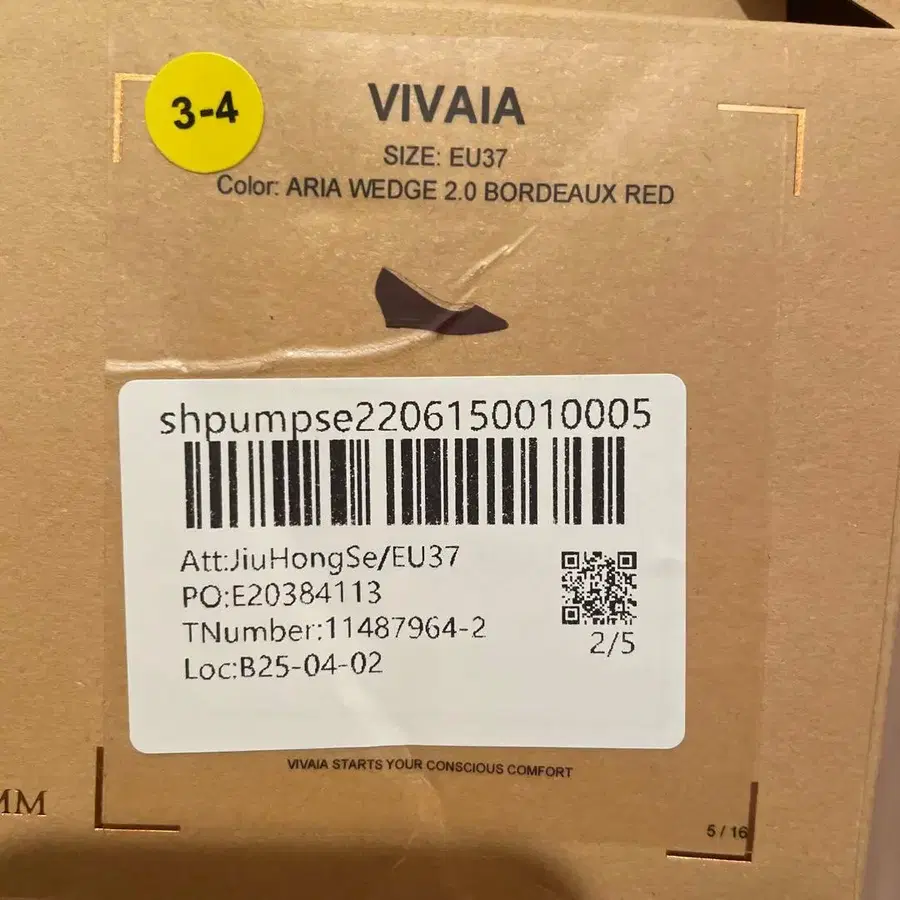 3-4
VIVAIA
SIZE: EU37
Color: ARIA WEDGE 2.0 BORDEAUX RED
shpumpse2206150010005
Att:JiuHongSe/EU37
PO:E20384113
TNumber:11487964-2
Loc:B25-04-02
2/5
VIVAIA STARTS YOUR CONSCIOUS COMFORT
5 / 16